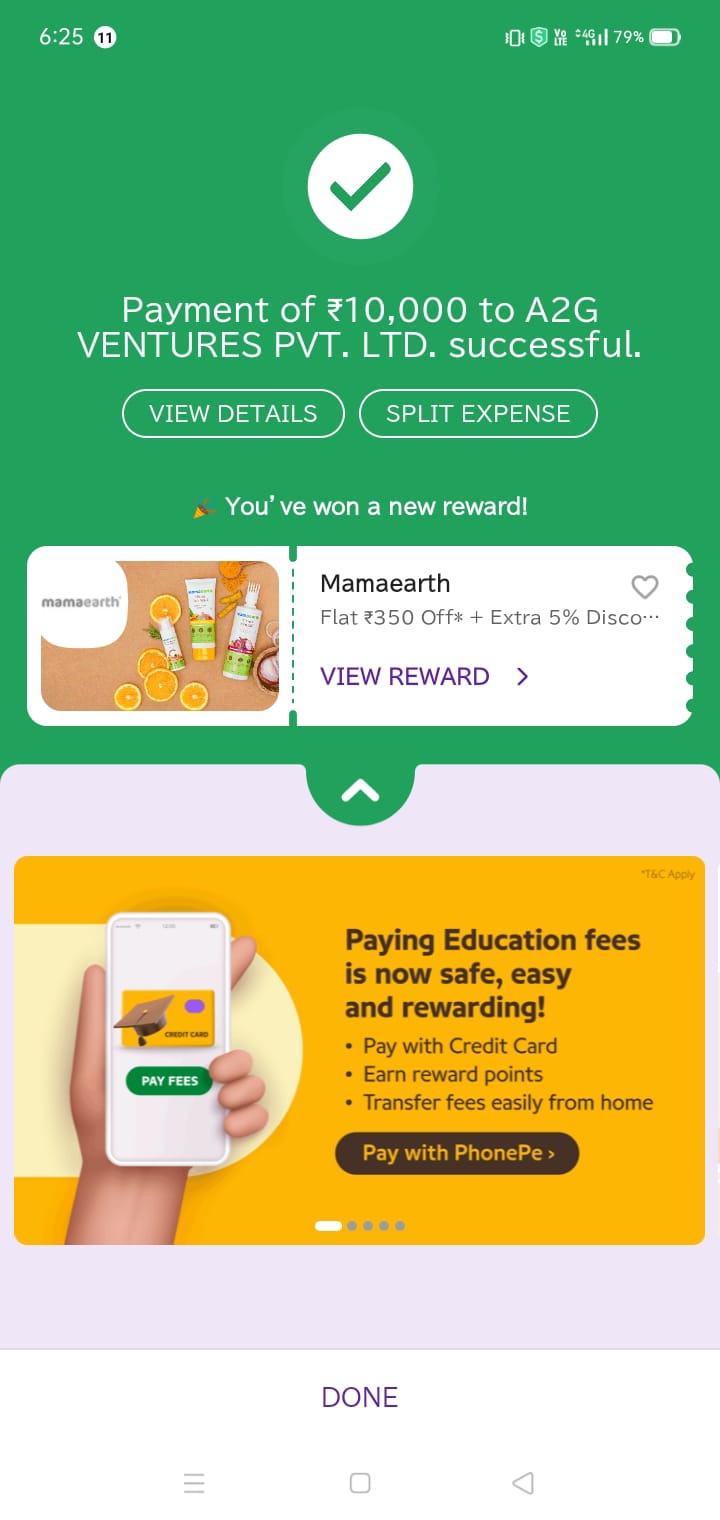 6:25 11
VO LTE 4G 79%
Payment of ₹10,000 to A2G
VENTURES PVT. LTD. successful.
VIEW DETAILS SPLIT EXPENSE
You've won a new reward!
mamaearth
Mamaearth
Flat ₹350 Off* + Extra 5% Disco...
VIEW REWARD >
*T&C Apply
Paying Education fees
is now safe, easy
and rewarding!
• Pay with Credit Card
• Earn reward points
• Transfer fees easily from home
Pay with PhonePe ›
12:00
CREDIT CARD
PAY FEES
DONE